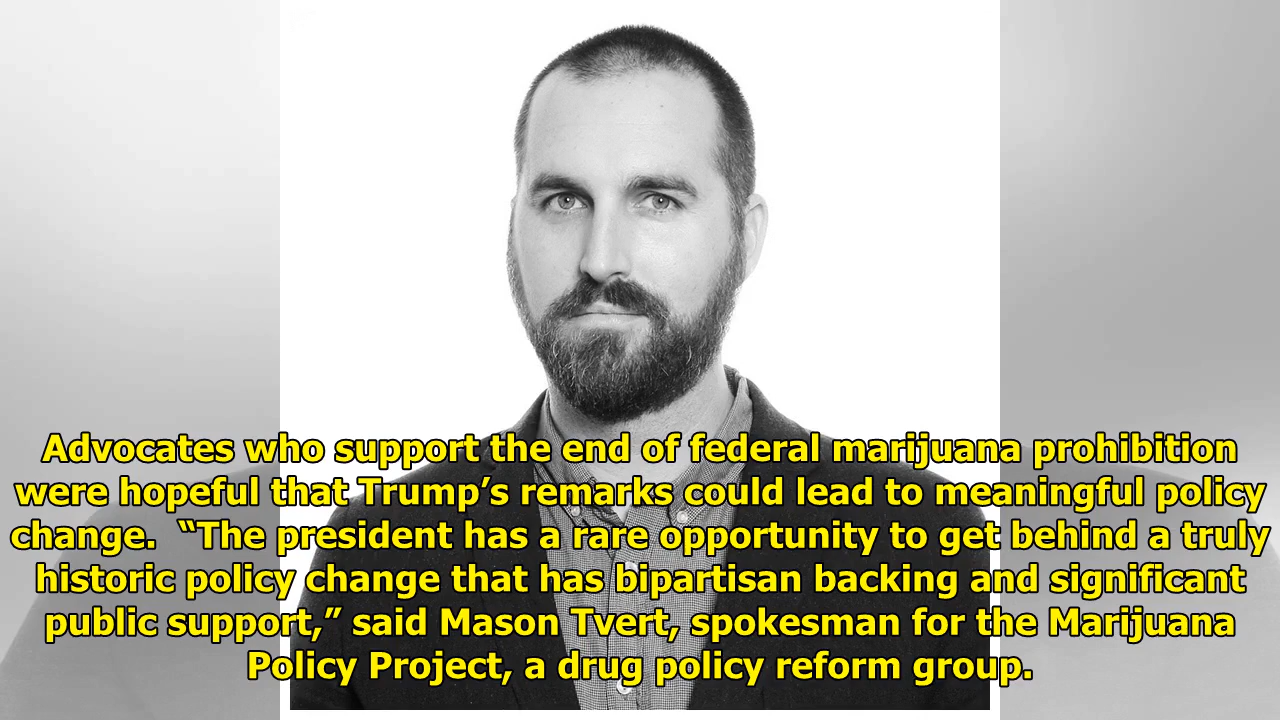 Advocates who support the end of federal marijuana prohibition
were hopeful that Trump’s remarks could lead to meaningful policy
change.  “The president has a rare opportunity to get behind a truly
historic policy change that has bipartisan backing and significant
public support,” said Mason Tvert, spokesman for the Marijuana
Policy Project, a drug policy reform group.